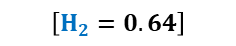 [H₂ = 0.64]